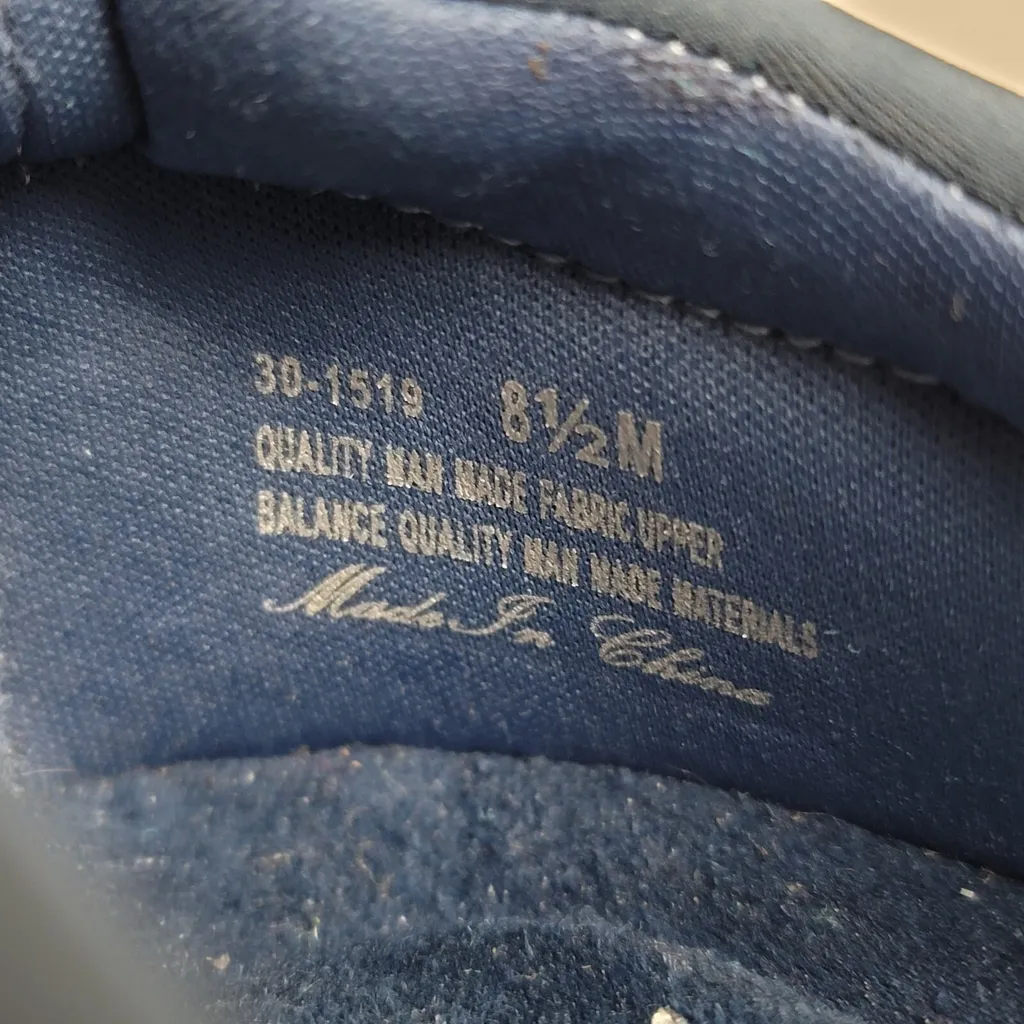 30-1519 8½M
QUALITY MAN MADE FABRIC UPPER
BALANCE QUALITY MAN MADE MATERIALS
Made In China